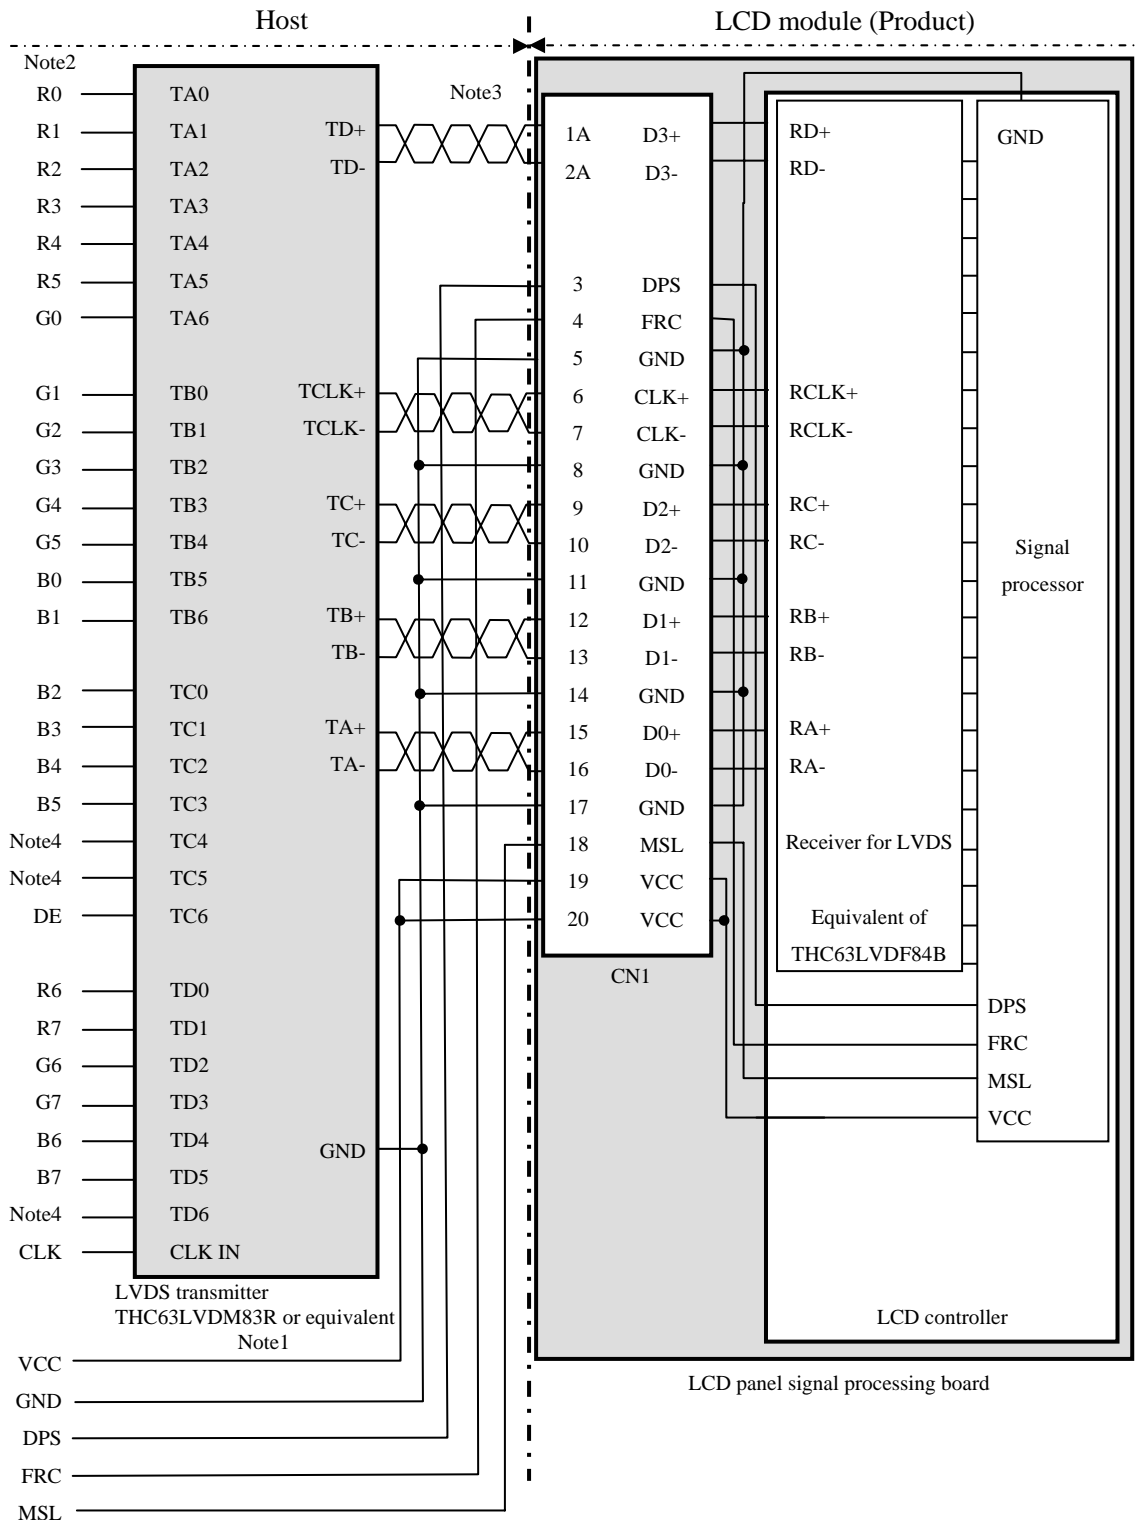 Host
LCD module (Product)
Note2
R0 TA0
R1 TA1
R2 TA2
R3 TA3
R4 TA4
R5 TA5
G0 TA6
G1 TB0
G2 TB1
G3 TB2
G4 TB3
G5 TB4
B0 TB5
B1 TB6
B2 TC0
B3 TC1
B4 TC2
B5 TC3
Note4 TC4
Note4 TC5
DE TC6
R6 TD0
R7 TD1
G6 TD2
G7 TD3
B6 TD4
B7 TD5
Note4 TD6
CLK CLK IN
TD+
TD-
TCLK+
TCLK-
TC+
TC-
TB+
TB-
TA+
TA-
GND
LVDS transmitter
THC63LVDM83R or equivalent
Note1
VCC
GND
DPS
FRC
MSL
Note3
1A D3+
2A D3-
3 DPS
4 FRC
5 GND
6 CLK+
7 CLK-
8 GND
9 D2+
10 D2-
11 GND
12 D1+
13 D1-
14 GND
15 D0+
16 D0-
17 GND
18 MSL
19 VCC
20 VCC
CN1
RD+
RD-
RCLK+
RCLK-
RC+
RC-
RB+
RB-
RA+
RA-
Receiver for LVDS
Equivalent of
THC63LVDF84B
GND
Signal
processor
DPS
FRC
MSL
VCC
LCD controller
LCD panel signal processing board